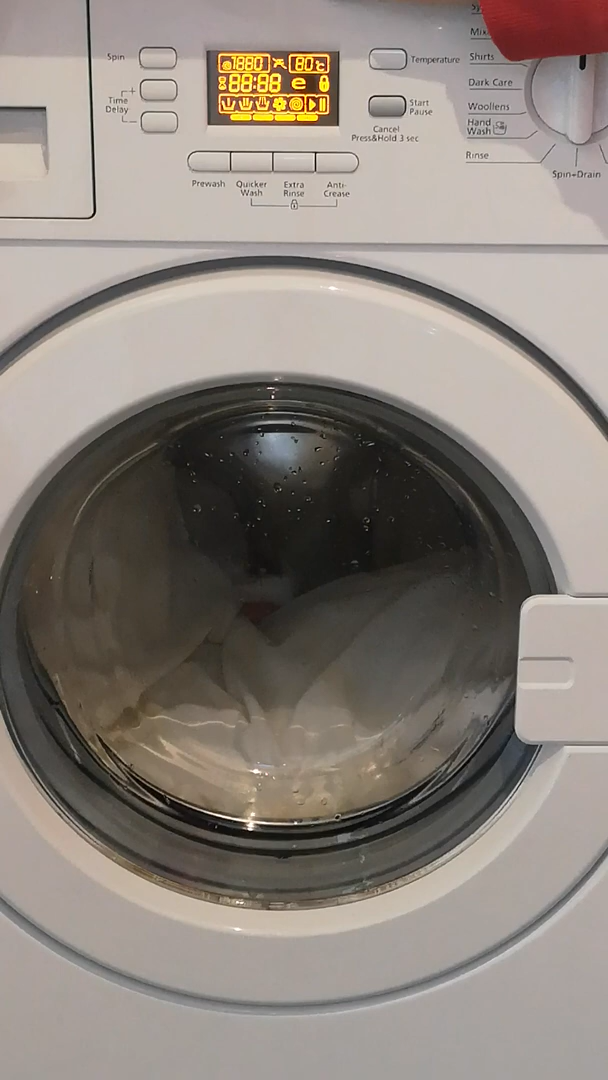 Spin
Time
Delay
+
-
88:88
80°c
e
Temperature
Start
Pause
Cancel
Press&Hold 3 sec
Prewash
Quicker
Wash
Extra
Rinse
Anti-
Crease
Shirts
Dark Care
Woollens
Hand
Wash
Rinse
Spin+Drain